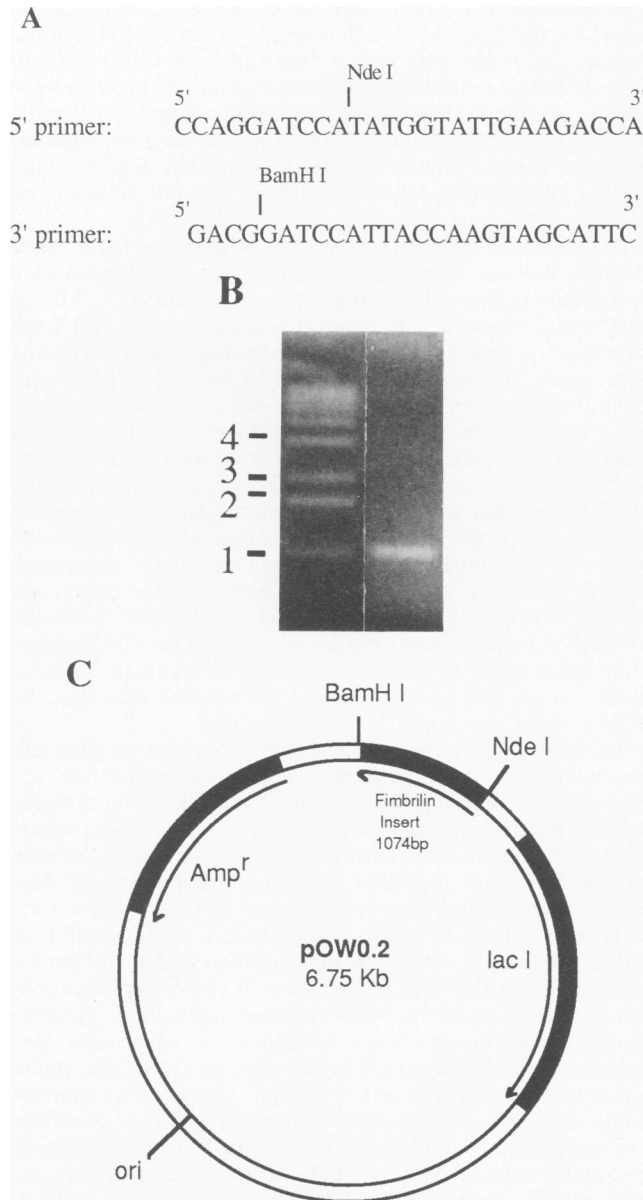 A
Nde I
5' 3'
5' primer: CCAGGATCCATATGGTATTGAAGACCA
BamH I
5' 3'
3' primer: GACGGATCCATTACCAAGTAGCATTC
B
4
3
2
1
C
BamH I
Nde I
Fimbrilin
Insert
1074bp
Ampr
pOW0.2
6.75 Kb
lac I
ori